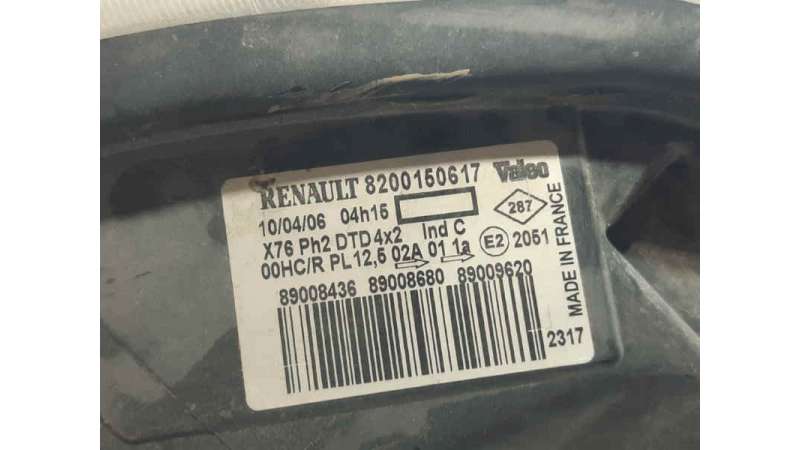 RENAULT 8200150617 Valeo
10/04/06 04h15
287
X76 Ph2 DTD 4x2 Ind C
E2 2051
00HC/R PL 12,5 02A 01 1a
89008436 89008680 89009620
2317
MADE IN FRANCE